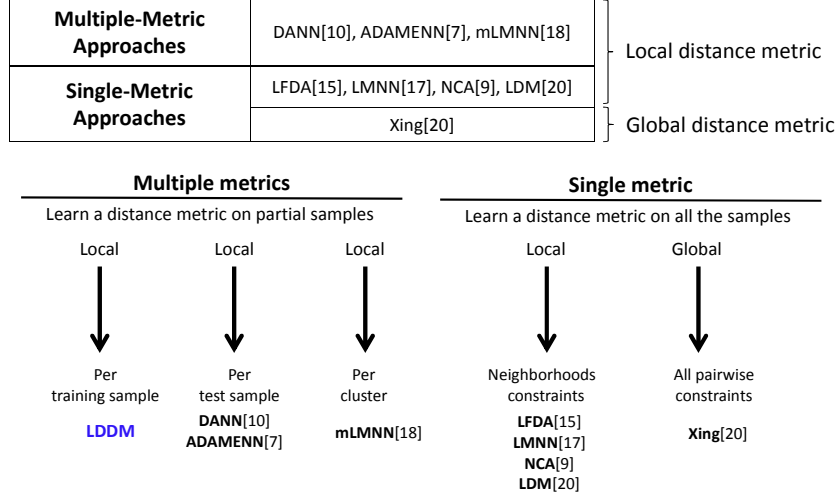 Multiple-Metric
Approaches
DANN[10], ADAMENN[7], mLMNN[18]
Local distance metric
Single-Metric
Approaches
LFDA[15], LMNN[17], NCA[9], LDM[20]
Xing[20]
Global distance metric
Multiple metrics
Single metric
Learn a distance metric on partial samples
Learn a distance metric on all the samples
Local
Local
Local
Local
Global
Per
training sample
Per
test sample
Per
cluster
Neighborhoods
constraints
All pairwise
constraints
LDDM
DANN[10]
ADAMENN[7]
mLMNN[18]
LFDA[15]
LMNN[17]
NCA[9]
LDM[20]
Xing[20]